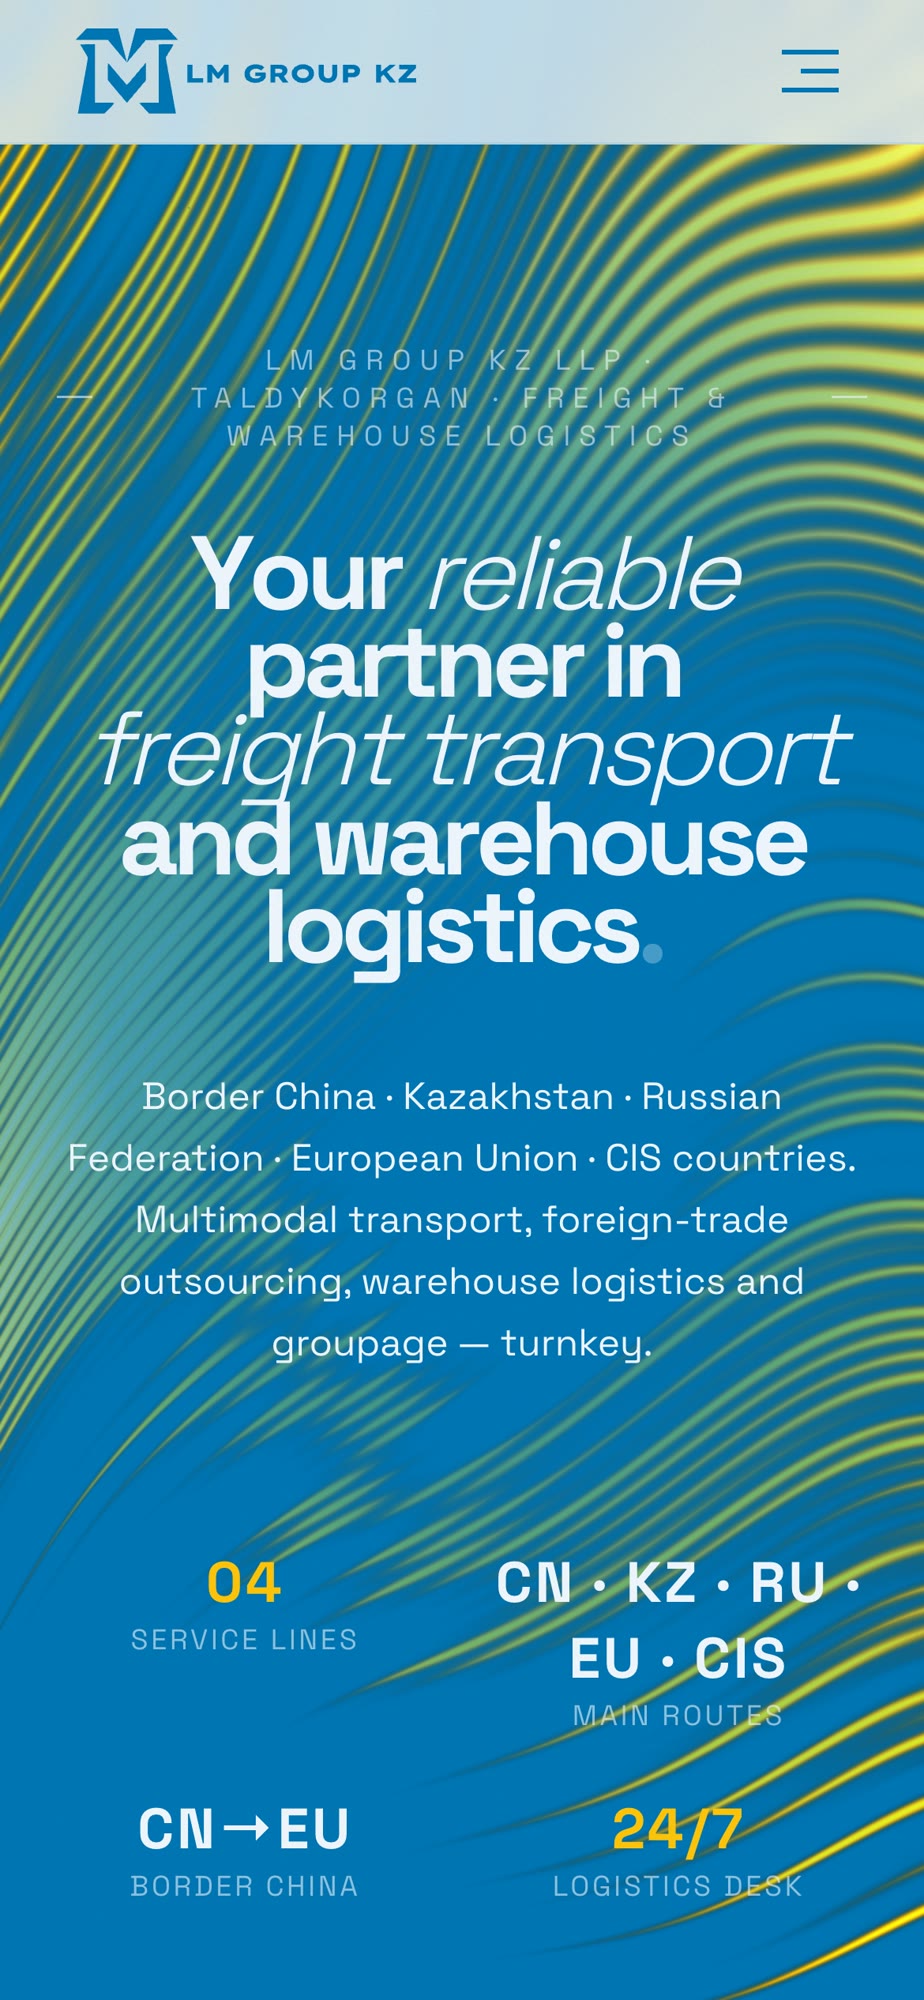 LM GROUP KZ
LM GROUP KZ LLP ·
TALDYKORGAN · FREIGHT &
WAREHOUSE LOGISTICS
Your reliable
partner in
freight transport
and warehouse
logistics.
Border China · Kazakhstan · Russian
Federation · European Union · CIS countries.
Multimodal transport, foreign-trade
outsourcing, warehouse logistics and
groupage — turnkey.
04
SERVICE LINES
CN · KZ · RU ·
EU · CIS
MAIN ROUTES
CN→EU
BORDER CHINA
24/7
LOGISTICS DESK